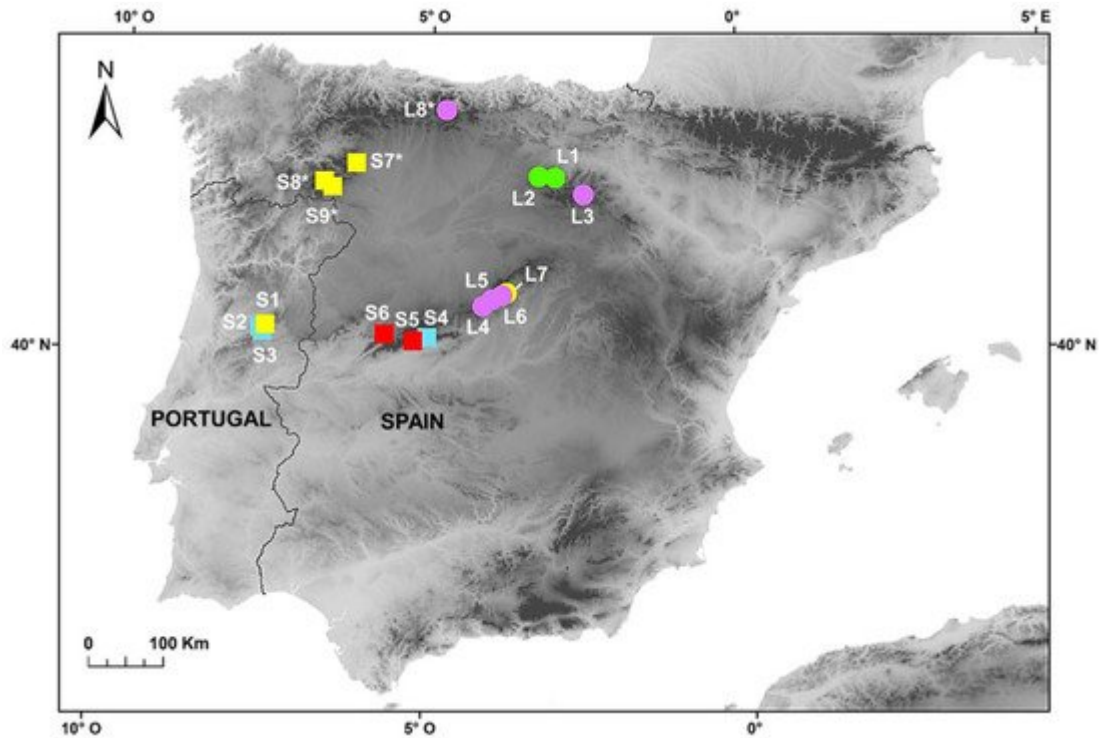 10° O 5° O 0° 5° E
N
L8*
S7*
L1
S8*
L2
L3
S9*
L7
L5
S1
S6 S5 S4
L4 L6
S2
40° N 40° N
S3
PORTUGAL SPAIN
0 100 Km
10° O 5° O 0°